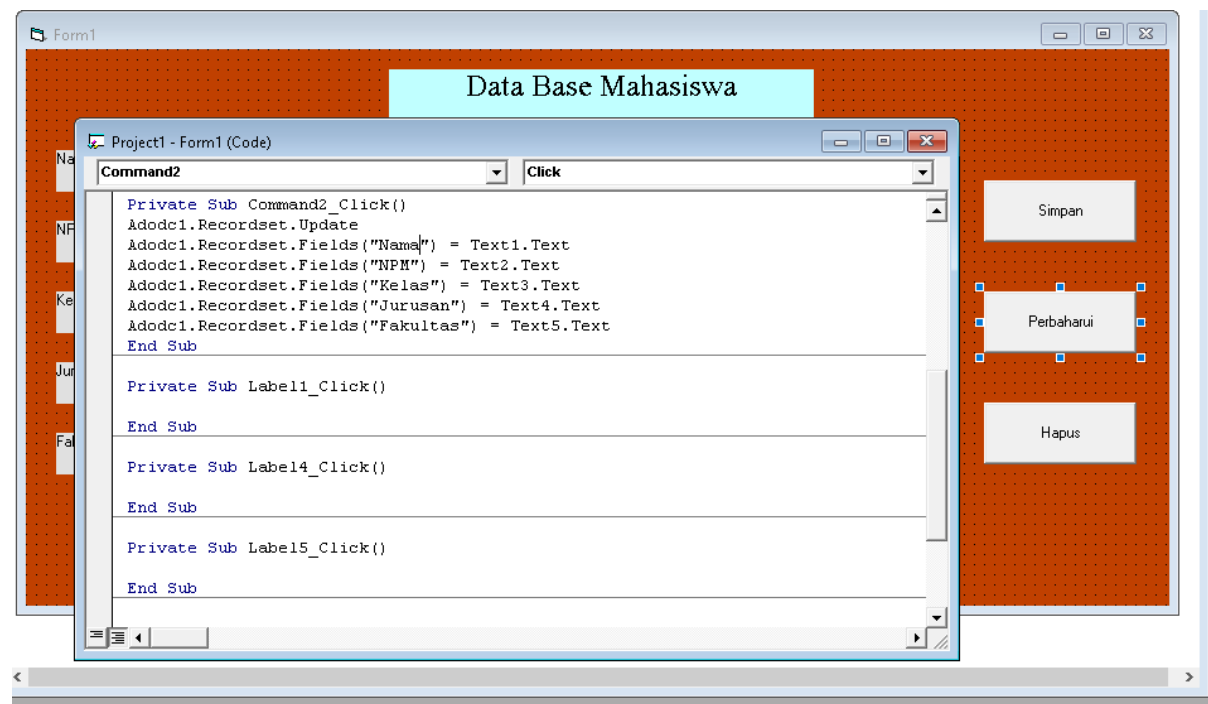 Form1
Data Base Mahasiswa
Project1 - Form1 (Code)
Command2 Click
Private Sub Command2_Click()
Adodc1.Recordset.Update
Adodc1.Recordset.Fields("Nama") = Text1.Text
Adodc1.Recordset.Fields("NPM") = Text2.Text
Adodc1.Recordset.Fields("Kelas") = Text3.Text
Adodc1.Recordset.Fields("Jurusan") = Text4.Text
Adodc1.Recordset.Fields("Fakultas") = Text5.Text
End Sub
Private Sub Label1_Click()
End Sub
Private Sub Label4_Click()
End Sub
Private Sub Label5_Click()
End Sub
Simpan
Perbaharui
Hapus